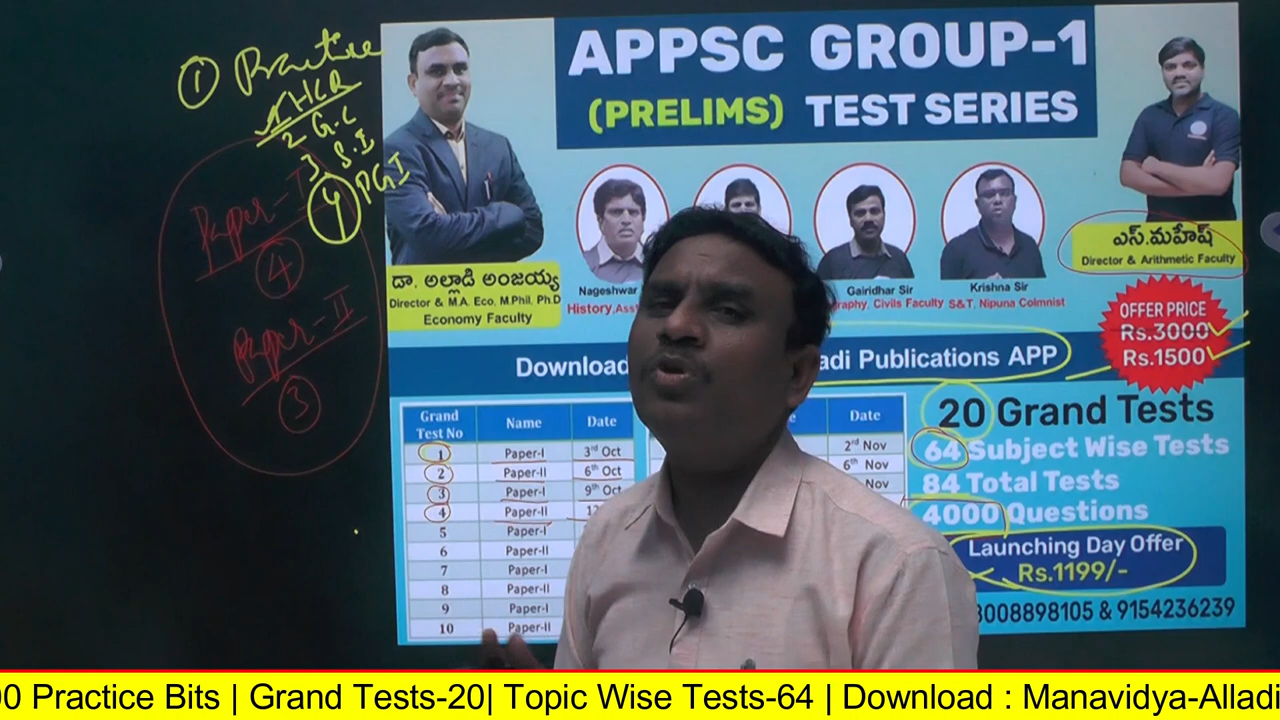 ① Practice
1 HCR
2 G.C
3 S.I
④ PGI
Paper-I
④
Paper-II
③
APPSC GROUP-1
(PRELIMS) TEST SERIES
డా. అల్లాడి అంజయ్య
Director & M.A. Eco, M.Phil, Ph.D
Economy Faculty
Nageshwar
History,
Gairidhar Sir
Civils Faculty
Krishna Sir
S&T, Nipuna Colmnist
ఎస్.మహేష్
Director & Arithmetic Faculty
OFFER PRICE
Rs.3000
Rs.1500
Download
Publications APP
Grand Test No Name Date
1 Paper-I 3rd Oct
2 Paper-II 6th Oct
3 Paper-I 9th Oct
4 Paper-II
5 Paper-I
6 Paper-II
7 Paper-I
8 Paper-II
9 Paper-I
10 Paper-II
Date
2nd Nov
6th Nov
Nov
20 Grand Tests
64 Subject Wise Tests
84 Total Tests
4000 Questions
Launching Day Offer
Rs.1199/-
8008898105 & 9154236239
Practice Bits | Grand Tests-20| Topic Wise Tests-64 | Download : Manavidya-Alladi